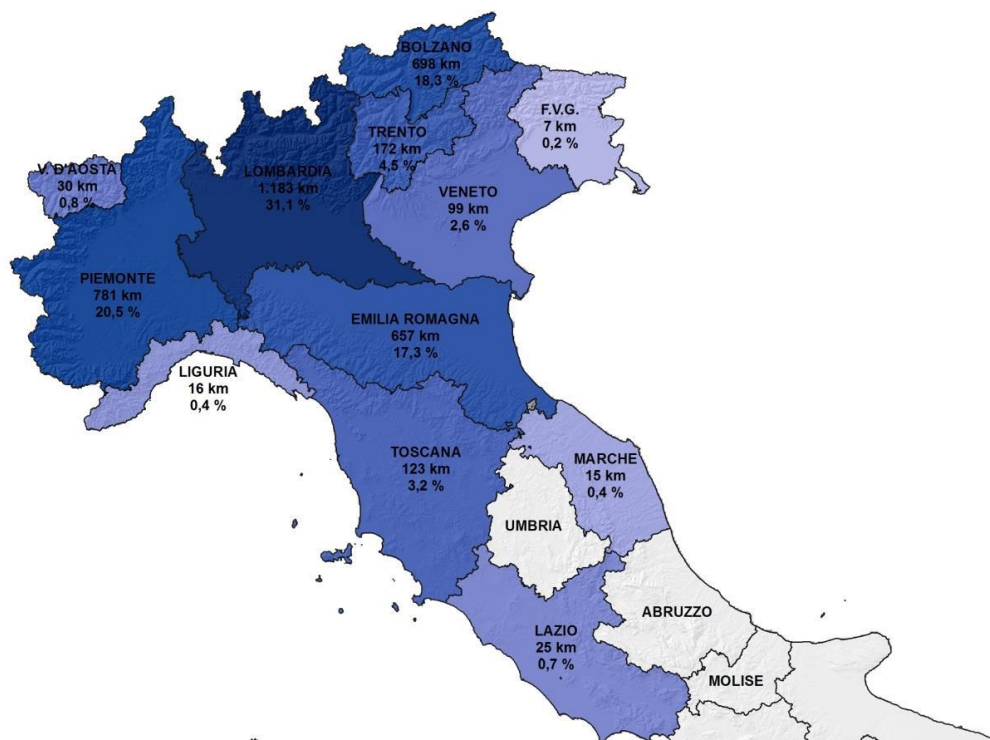 BOLZANO
698 km
18,3 %
F.V.G.
7 km
0,2 %
TRENTO
172 km
4,5 %
V. D'AOSTA
30 km
0,8 %
LOMBARDIA
1.183 km
31,1 %
VENETO
99 km
2,6 %
PIEMONTE
781 km
20,5 %
EMILIA ROMAGNA
657 km
17,3 %
LIGURIA
16 km
0,4 %
TOSCANA
123 km
3,2 %
MARCHE
15 km
0,4 %
UMBRIA
ABRUZZO
LAZIO
25 km
0,7 %
MOLISE